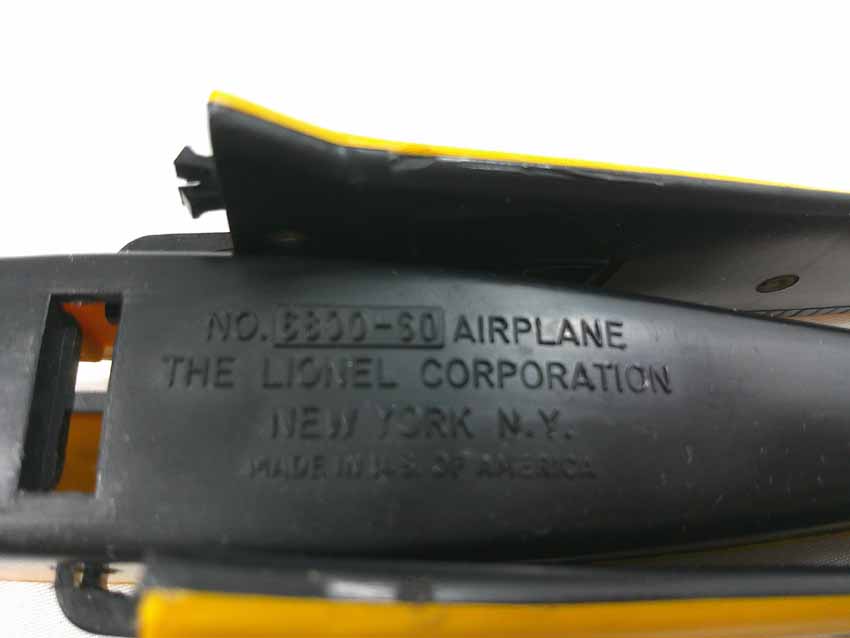 NO. 6800-60 AIRPLANE
THE LIONEL CORPORATION
NEW YORK N.Y.
MADE IN U.S. OF AMERICA